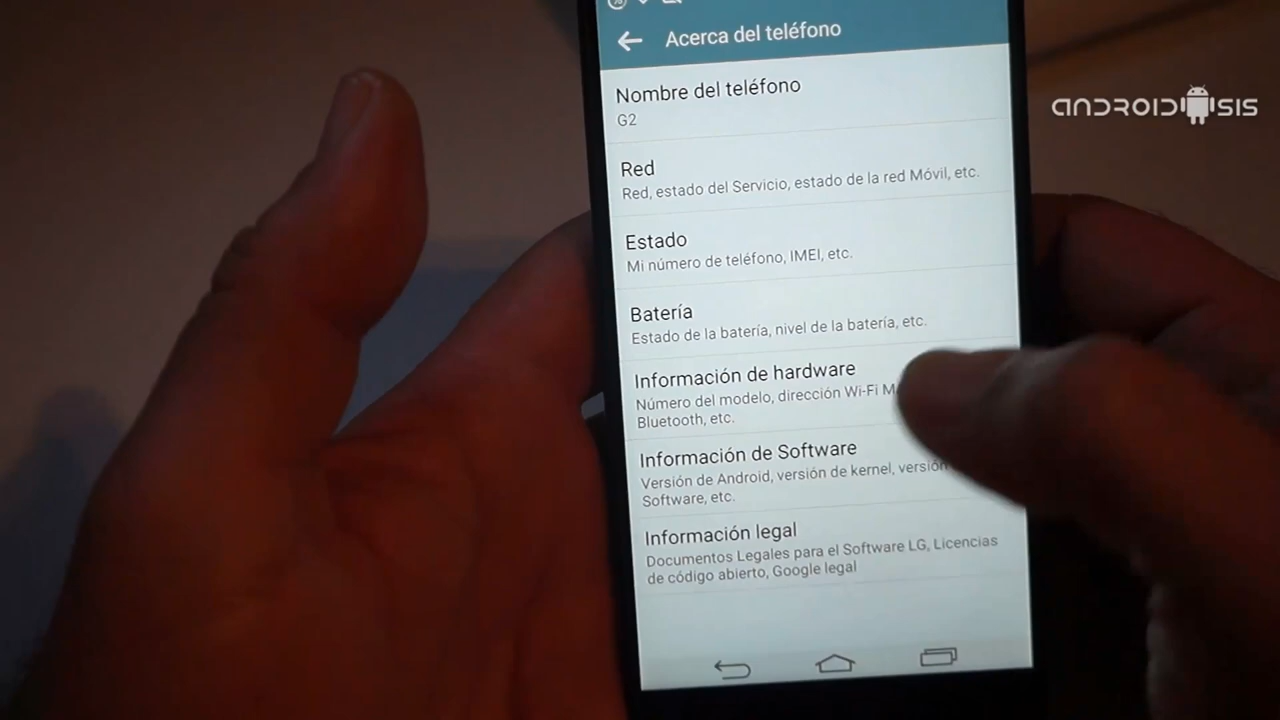 Acerca del teléfono
ANDROIDSIS
Nombre del teléfono
G2
Red
Red, estado del Servicio, estado de la red Móvil, etc.
Estado
Mi número de teléfono, IMEI, etc.
Batería
Estado de la batería, nivel de la batería, etc.
Información de hardware
Número del modelo, dirección Wi-Fi
Bluetooth, etc.
Información de Software
Versión de Android, versión de kernel, versión
Software, etc.
Información legal
Documentos Legales para el Software LG, Licencias
de código abierto, Google legal